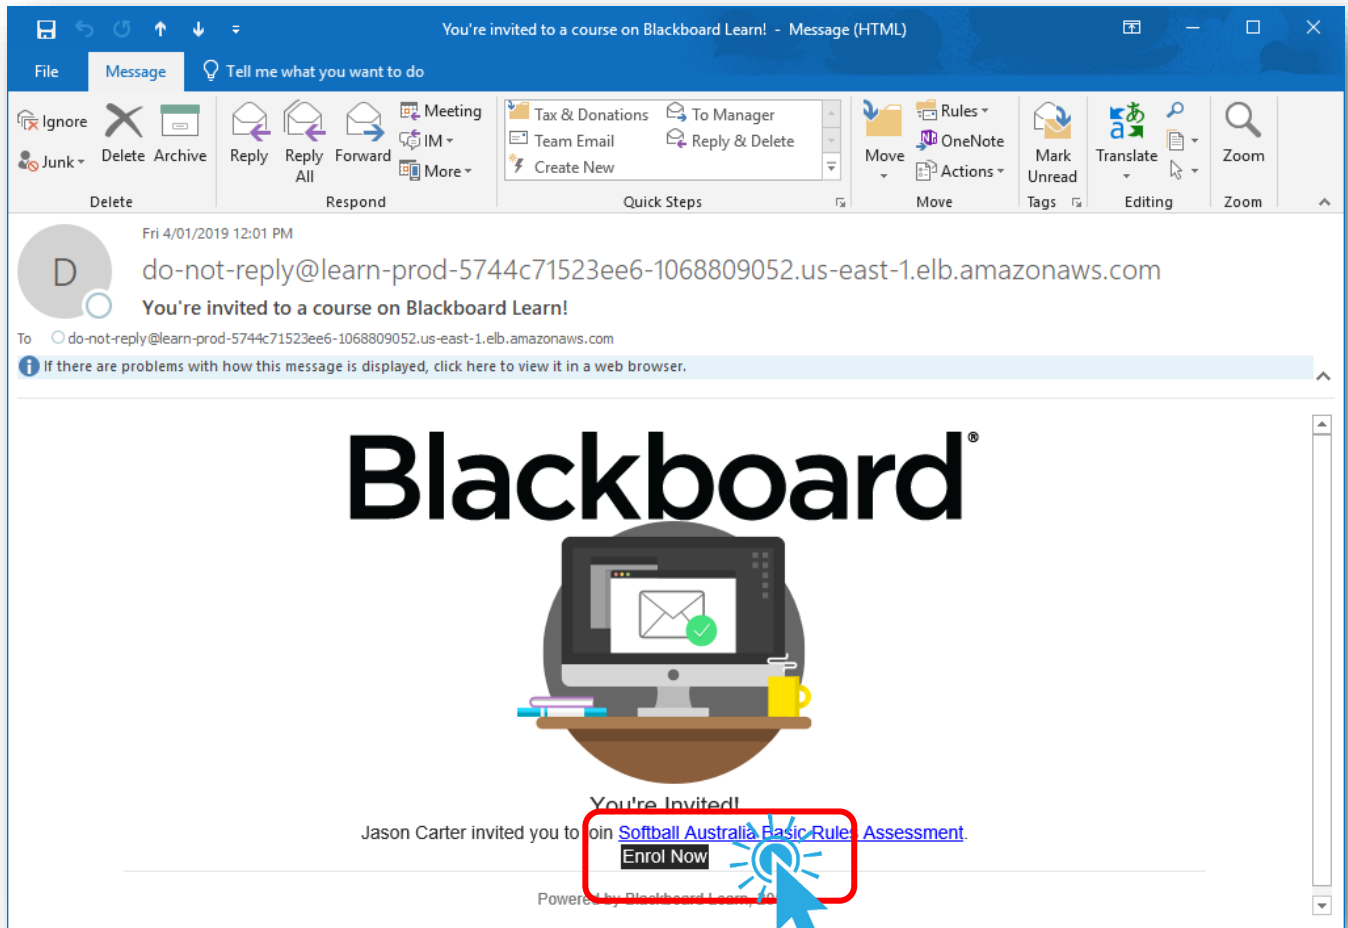 You're invited to a course on Blackboard Learn! - Message (HTML)
File Message Tell me what you want to do
Ignore
Junk
Delete Archive
Delete
Reply Reply All Forward
Meeting
IM
More
Respond
Tax & Donations To Manager
Team Email Reply & Delete
Create New
Quick Steps
Move
Rules
OneNote
Actions
Move
Mark Unread
Tags
Translate
Editing
Zoom
Zoom
Fri 4/01/2019 12:01 PM
D
do-not-reply@learn-prod-5744c71523ee6-1068809052.us-east-1.elb.amazonaws.com
You're invited to a course on Blackboard Learn!
To do-not-reply@learn-prod-5744c71523ee6-1068809052.us-east-1.elb.amazonaws.com
If there are problems with how this message is displayed, click here to view it in a web browser.
Blackboard®
You're Invited!
Jason Carter invited you to join Softball Australia Basic Rules Assessment.
Enrol Now
Powered by Blackboard Learn,